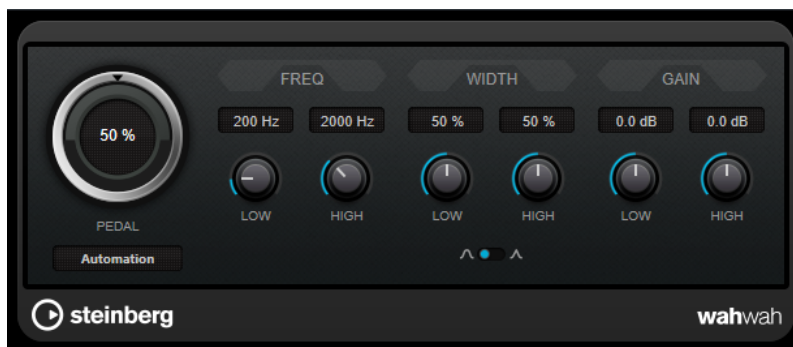 FREQ WIDTH GAIN
200 Hz 2000 Hz 50 % 50 % 0.0 dB 0.0 dB
50 %
LOW HIGH LOW HIGH LOW HIGH
PEDAL
Automation
steinberg wahwah